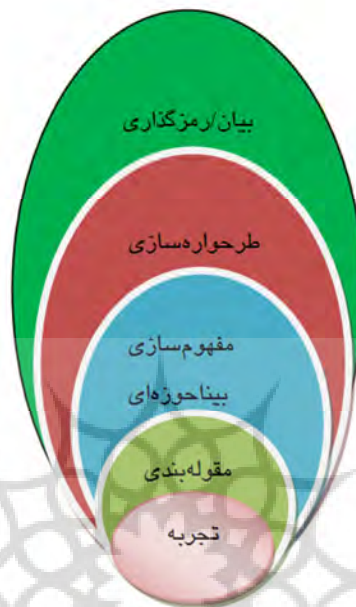 بیان/رمزگذاری
طرحواره‌سازی
مفهوم‌سازی
بیناحوزه‌ای
مقوله‌بندی
تجربه